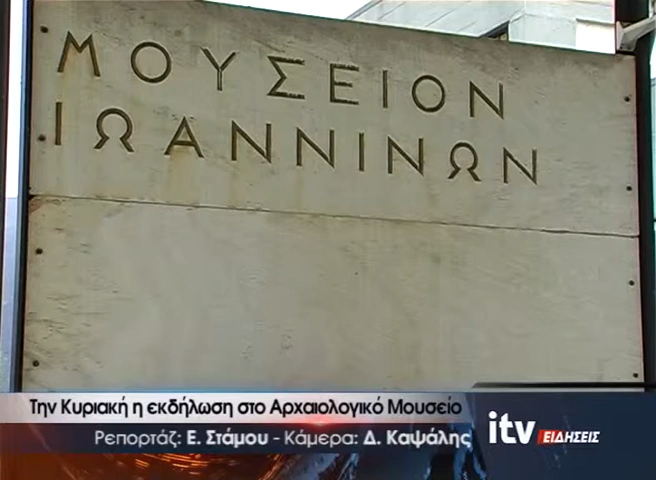 ΜΟΥΣΕΙΟΝ
ΙΩΑΝΝΙΝΩΝ
Την Κυριακή η εκδήλωση στο Αρχαιολογικό Μουσείο
Ρεπορτάζ: Ε. Στάμου - Κάμερα: Δ. Καψάλης
itv ΕΙΔΗΣΕΙΣ